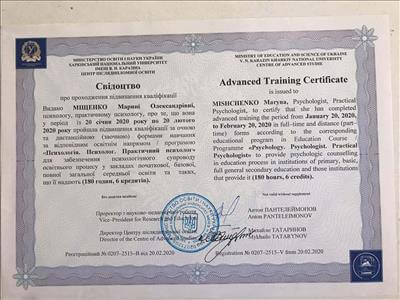 МІНІСТЕРСТВО ОСВІТИ І НАУКИ УКРАЇНИ
ХАРКІВСЬКИЙ НАЦІОНАЛЬНИЙ УНІВЕРСИТЕТ
ІМЕНІ В. Н. КАРАЗІНА
ЦЕНТР ПІСЛЯДИПЛОМНОЇ ОСВІТИ
Свідоцтво
про проходження підвищення кваліфікації
Видано МІЩЕНКО Марині Олександрівні,
психологу, практичному психологу, про те, що вона
у період із 20 січня 2020 року по 20 лютого
2020 року пройшла підвищення кваліфікації за очною
та дистанційною (заочною) формами навчання
за відповідним освітнім напрямом / програмою
«Психологія. Психолог. Практичний психолог»
для забезпечення психологічного супроводу
освітнього процесу у закладах початкової, базової,
повної загальної середньої освіти та таких,
що її надають (180 годин, 6 кредитів).
MINISTRY OF EDUCATION AND SCIENCE OF UKRAINE
V. N. KARAZIN KHARKIV NATIONAL UNIVERSITY
CENTRE OF ADVANCED STUDIES
Advanced Training Certificate
is issued to
MISHCHENKO Maryna, Psychologist, Practical
Psychologist, to certify that she has completed
advanced training the period from January 20, 2020,
to February 20, 2020 in full-time and distance (part-
time) forms according to the corresponding
educational program in Education Course /
Programme «Psychology. Psychologist. Practical
Psychologist» to provide psychologic counselling
in education process in institutions of primary, basic,
full general secondary education and those institutions
that provide it (180 hours, 6 credits).
Not valid without supplement
Проректор з науково-педагогічної роботи
Vice-President for Research and Education
Антон ПАНТЕЛЕЙМОНОВ
Anton PANTELEIMONOV
Директор Центру післядипломної освіти
Director of the Centre of Advanced Studies
Михайло ТАТАРІНОВ
Mykhailo TATARYNOV
Реєстраційний № 0207-2515–В від 20.02.2020
Registration № 0207–2515–V from 20.02.2020